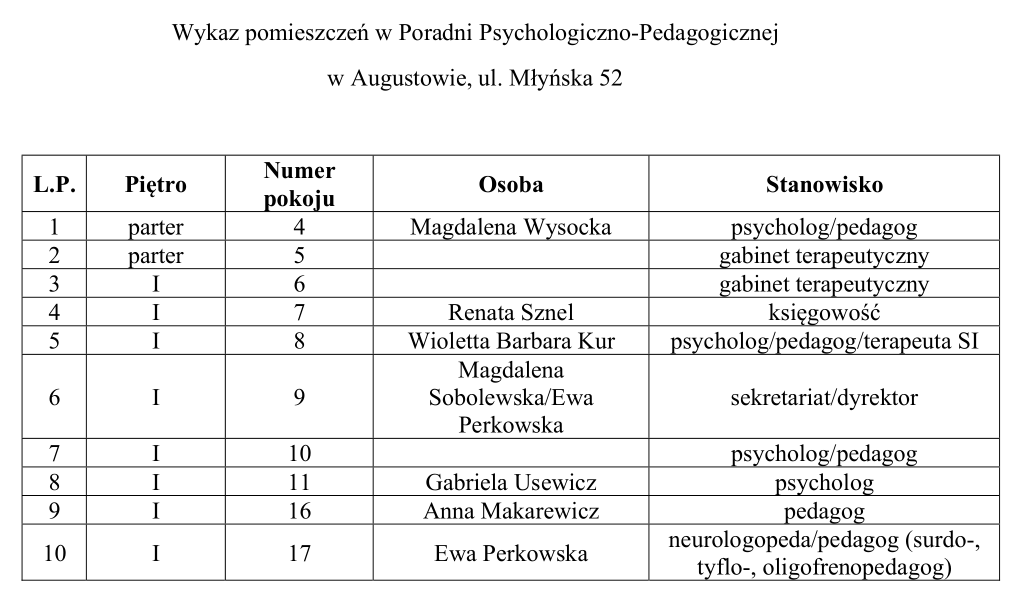 Wykaz pomieszczeń w Poradni Psychologiczno-Pedagogicznej
w Augustowie, ul. Młyńska 52
L.P. Piętro Numer pokoju Osoba Stanowisko
1 parter 4 Magdalena Wysocka psycholog/pedagog
2 parter 5 gabinet terapeutyczny
3 I 6 gabinet terapeutyczny
4 I 7 Renata Sznel księgowość
5 I 8 Wioletta Barbara Kur psycholog/pedagog/terapeuta SI
6 I 9 Magdalena Sobolewska/Ewa Perkowska sekretariat/dyrektor
7 I 10 psycholog/pedagog
8 I 11 Gabriela Usewicz psycholog
9 I 16 Anna Makarewicz pedagog
10 I 17 Ewa Perkowska neurologopeda/pedagog (surdo-, tyflo-, oligofrenopedagog)